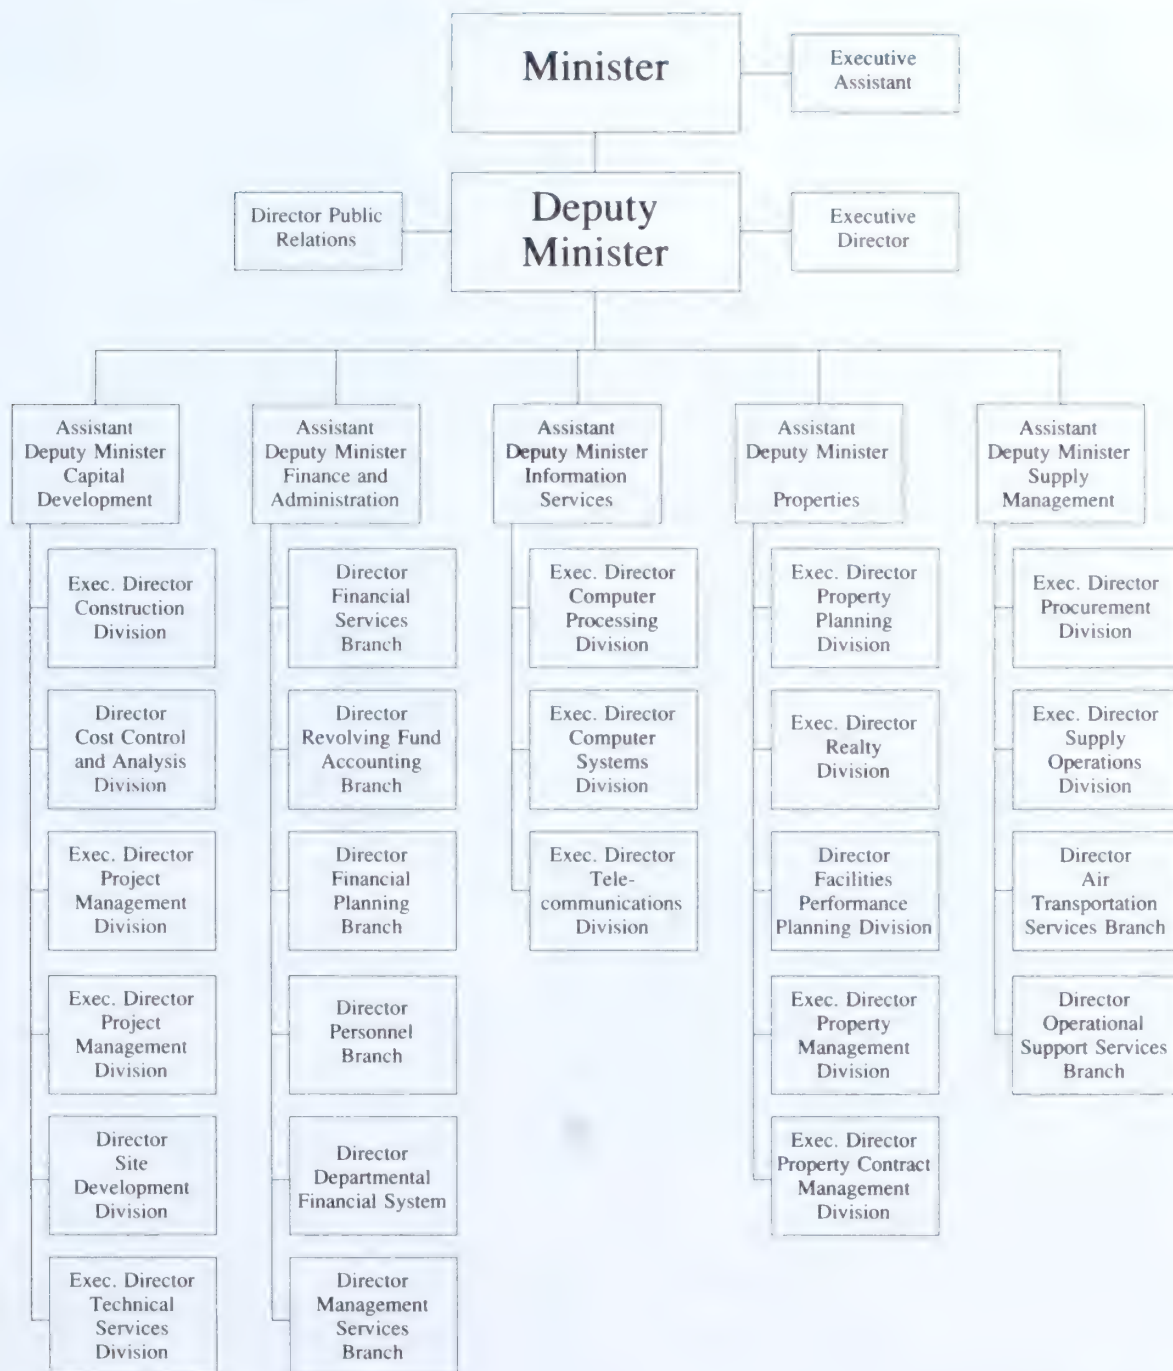 Minister
Executive
Assistant
Director Public
Relations
Deputy
Minister
Executive
Director
Assistant
Deputy Minister
Capital
Development
Exec. Director
Construction
Division
Director
Cost Control
and Analysis
Division
Exec. Director
Project
Management
Division
Exec. Director
Project
Management
Division
Director
Site
Development
Division
Exec. Director
Technical
Services
Division
Assistant
Deputy Minister
Finance and
Administration
Director
Financial
Services
Branch
Director
Revolving Fund
Accounting
Branch
Director
Financial
Planning
Branch
Director
Personnel
Branch
Director
Departmental
Financial System
Director
Management
Services
Branch
Assistant
Deputy Minister
Information
Services
Exec. Director
Computer
Processing
Division
Exec. Director
Computer
Systems
Division
Exec. Director
Tele-
communications
Division
Assistant
Deputy Minister
Properties
Exec. Director
Property
Planning
Division
Exec. Director
Realty
Division
Director
Facilities
Performance
Planning Division
Exec. Director
Property
Management
Division
Exec. Director
Property Contract
Management
Division
Assistant
Deputy Minister
Supply
Management
Exec. Director
Procurement
Division
Exec. Director
Supply
Operations
Division
Director
Air
Transportation
Services Branch
Director
Operational
Support Services
Branch